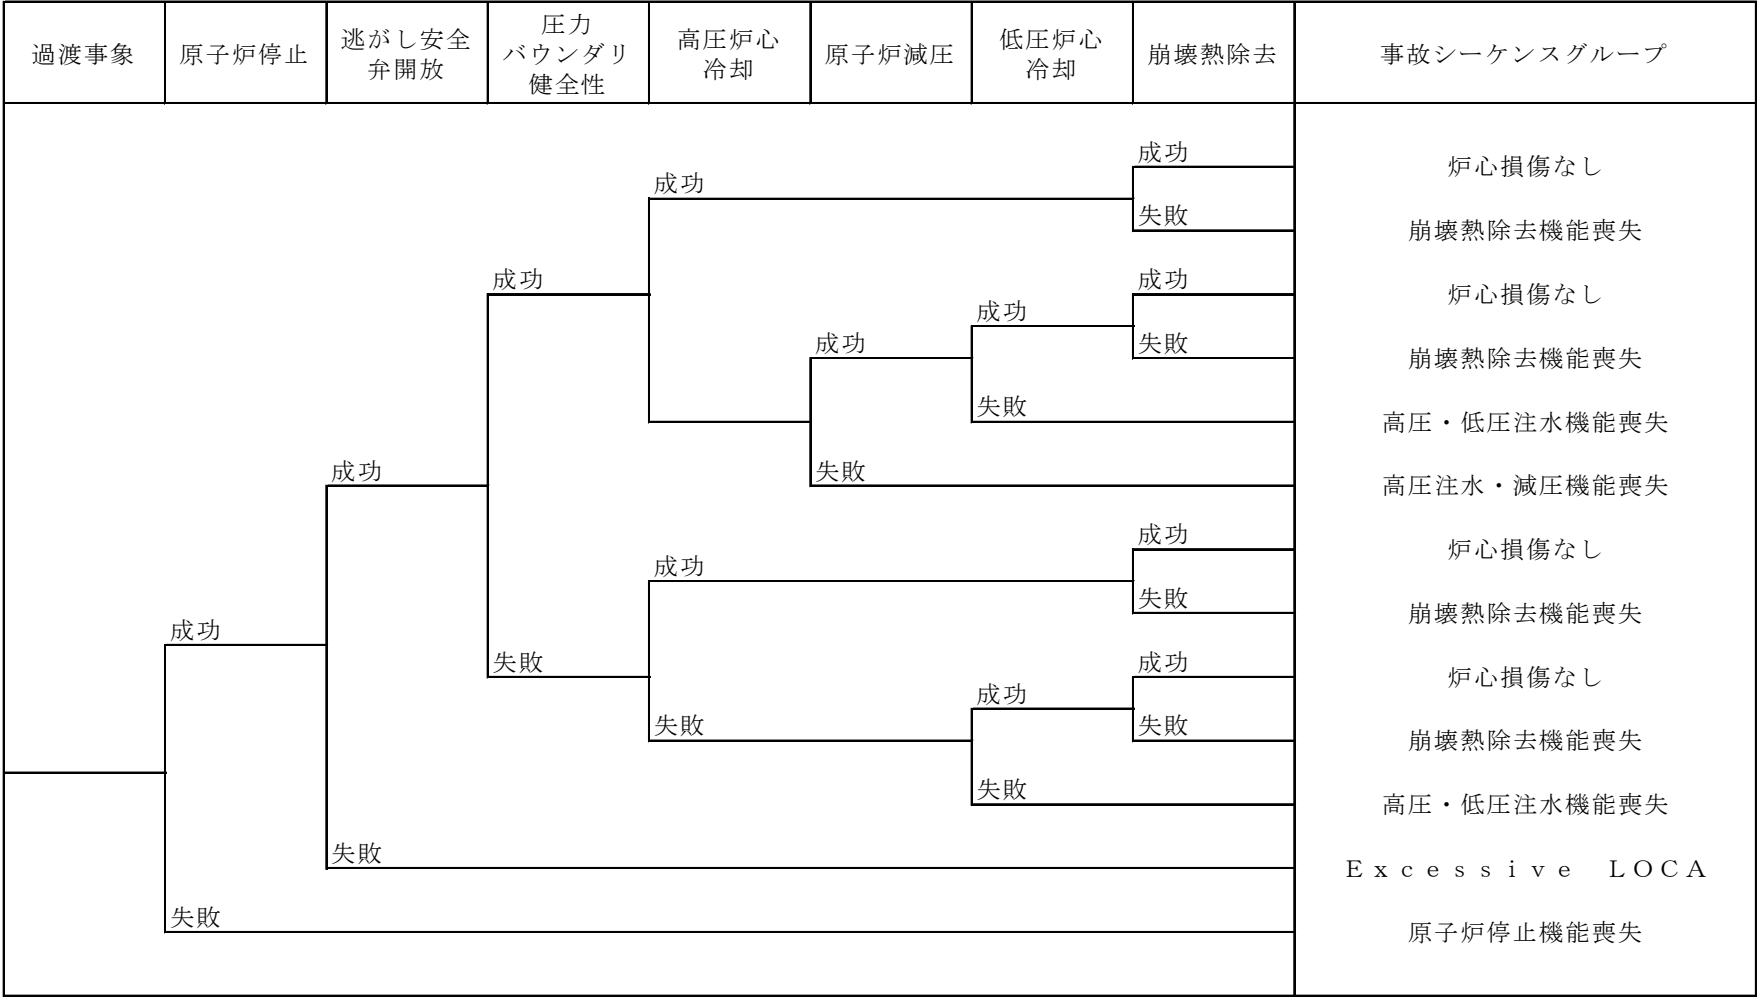 過渡事象
原子炉停止
逃がし安全
弁開放
圧力
バウンダリ
健全性
高圧炉心
冷却
原子炉減圧
低圧炉心
冷却
崩壊熱除去
事故シーケンスグループ
成功
炉心損傷なし
成功
失敗
崩壊熱除去機能喪失
成功
成功
炉心損傷なし
成功
成功
失敗
崩壊熱除去機能喪失
失敗
高圧・低圧注水機能喪失
成功
失敗
高圧注水・減圧機能喪失
成功
炉心損傷なし
成功
失敗
崩壊熱除去機能喪失
成功
失敗
成功
炉心損傷なし
成功
失敗
失敗
崩壊熱除去機能喪失
失敗
高圧・低圧注水機能喪失
失敗
Ｅｘｃｅｓｓｉｖｅ　ＬＯＣＡ
失敗
原子炉停止機能喪失